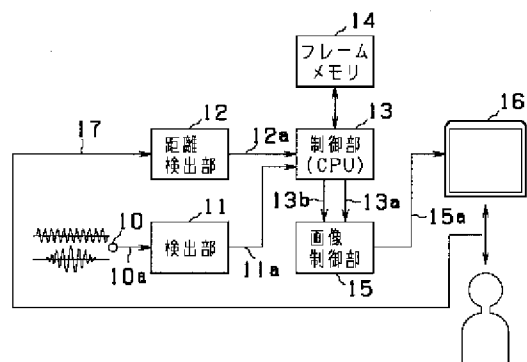 14
フレーム
メモリ
12
13
16
17
距離
検出部
12a
制御部
(CPU)
10
11
13b
13a
15a
検出部
画像
制御部
10a
11a
15